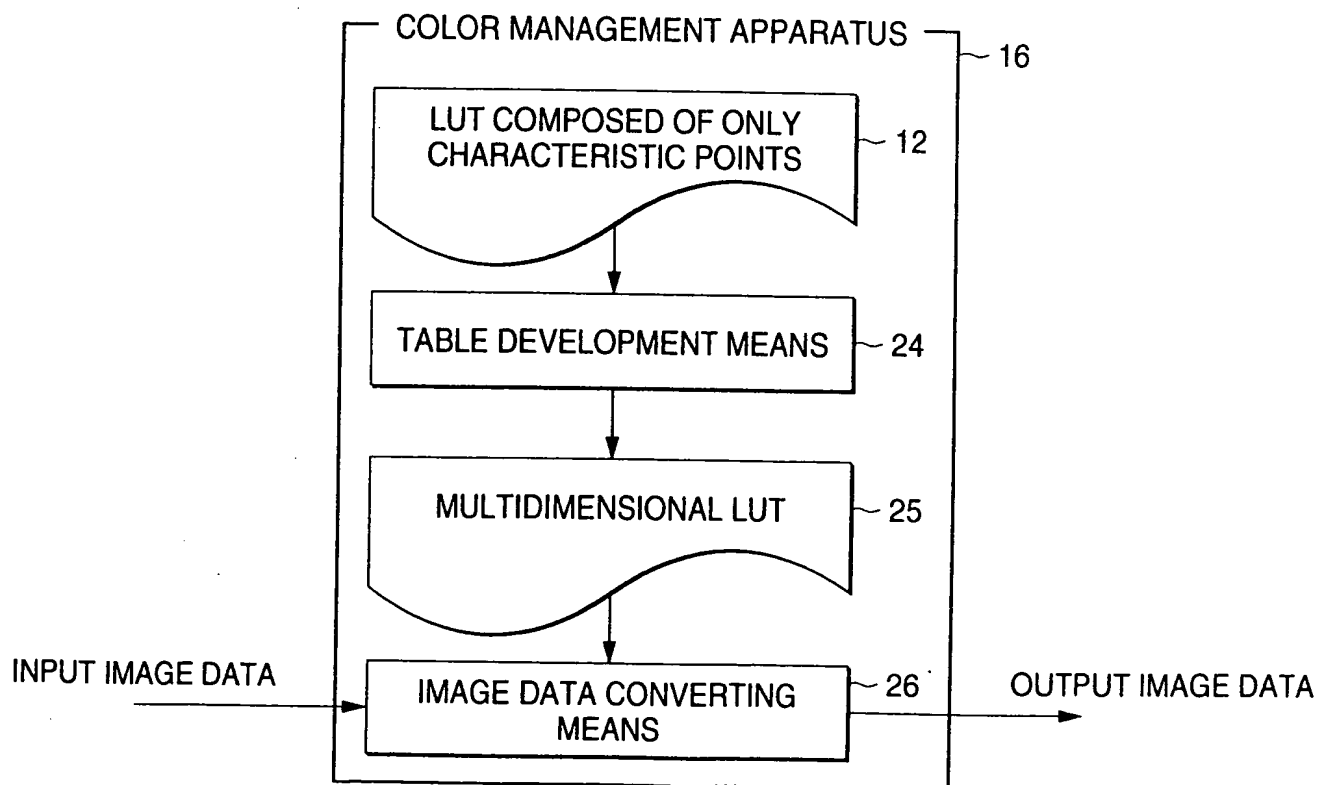 COLOR MANAGEMENT APPARATUS
16
LUT COMPOSED OF ONLY
CHARACTERISTIC POINTS
12
TABLE DEVELOPMENT MEANS
24
MULTIDIMENSIONAL LUT
25
INPUT IMAGE DATA
IMAGE DATA CONVERTING
MEANS
26
OUTPUT IMAGE DATA